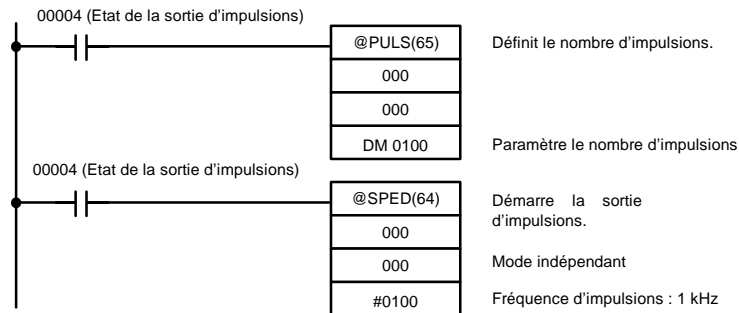 00004 (Etat de la sortie d'impulsions)
@PULS(65)
Définit le nombre d'impulsions.
000
000
DM 0100
Paramètre le nombre d'impulsions
00004 (Etat de la sortie d'impulsions)
@SPED(64)
Démarre la sortie
d'impulsions.
000
000
Mode indépendant
#0100
Fréquence d'impulsions : 1 kHz